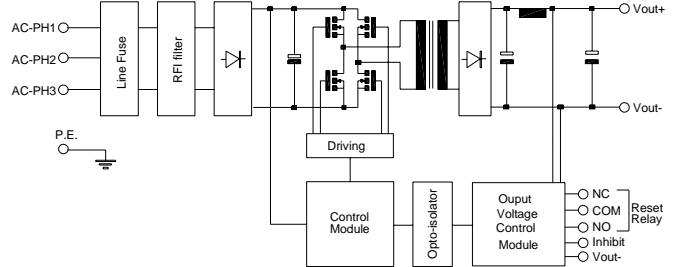 AC-PH1
AC-PH2
AC-PH3
P.E.
Line Fuse
RFI filter
Vout+
Vout-
Driving
Control
Module
Opto-isolator
Ouput
Voltage
Control
Module
NC
COM
NO
Inhibit
Vout-
Reset
Relay